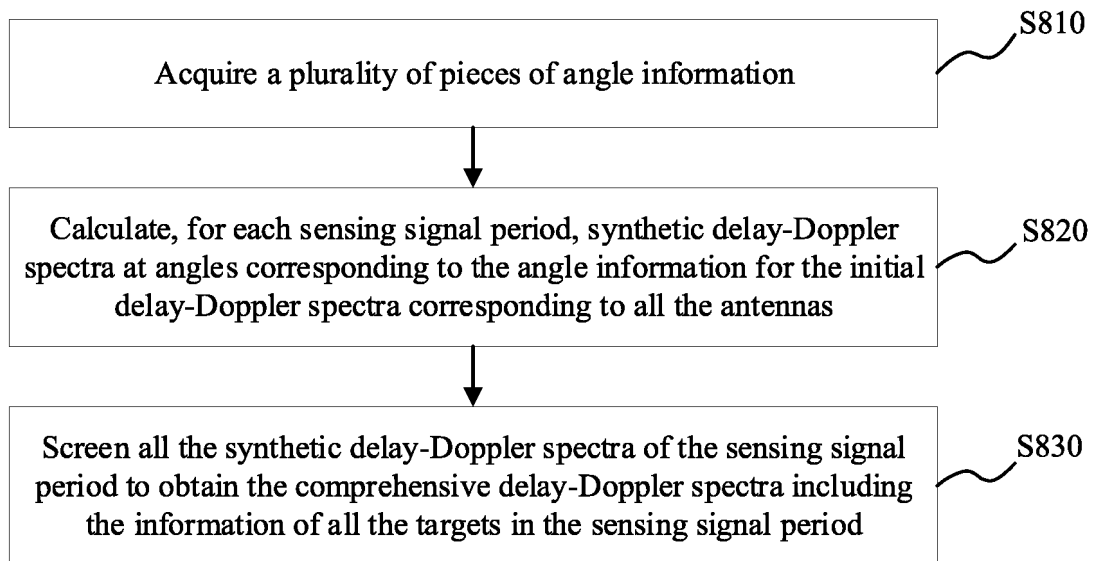 S810
Acquire a plurality of pieces of angle information
S820
Calculate, for each sensing signal period, synthetic delay-Doppler
spectra at angles corresponding to the angle information for the initial
delay-Doppler spectra corresponding to all the antennas
S830
Screen all the synthetic delay-Doppler spectra of the sensing signal
period to obtain the comprehensive delay-Doppler spectra including
the information of all the targets in the sensing signal period